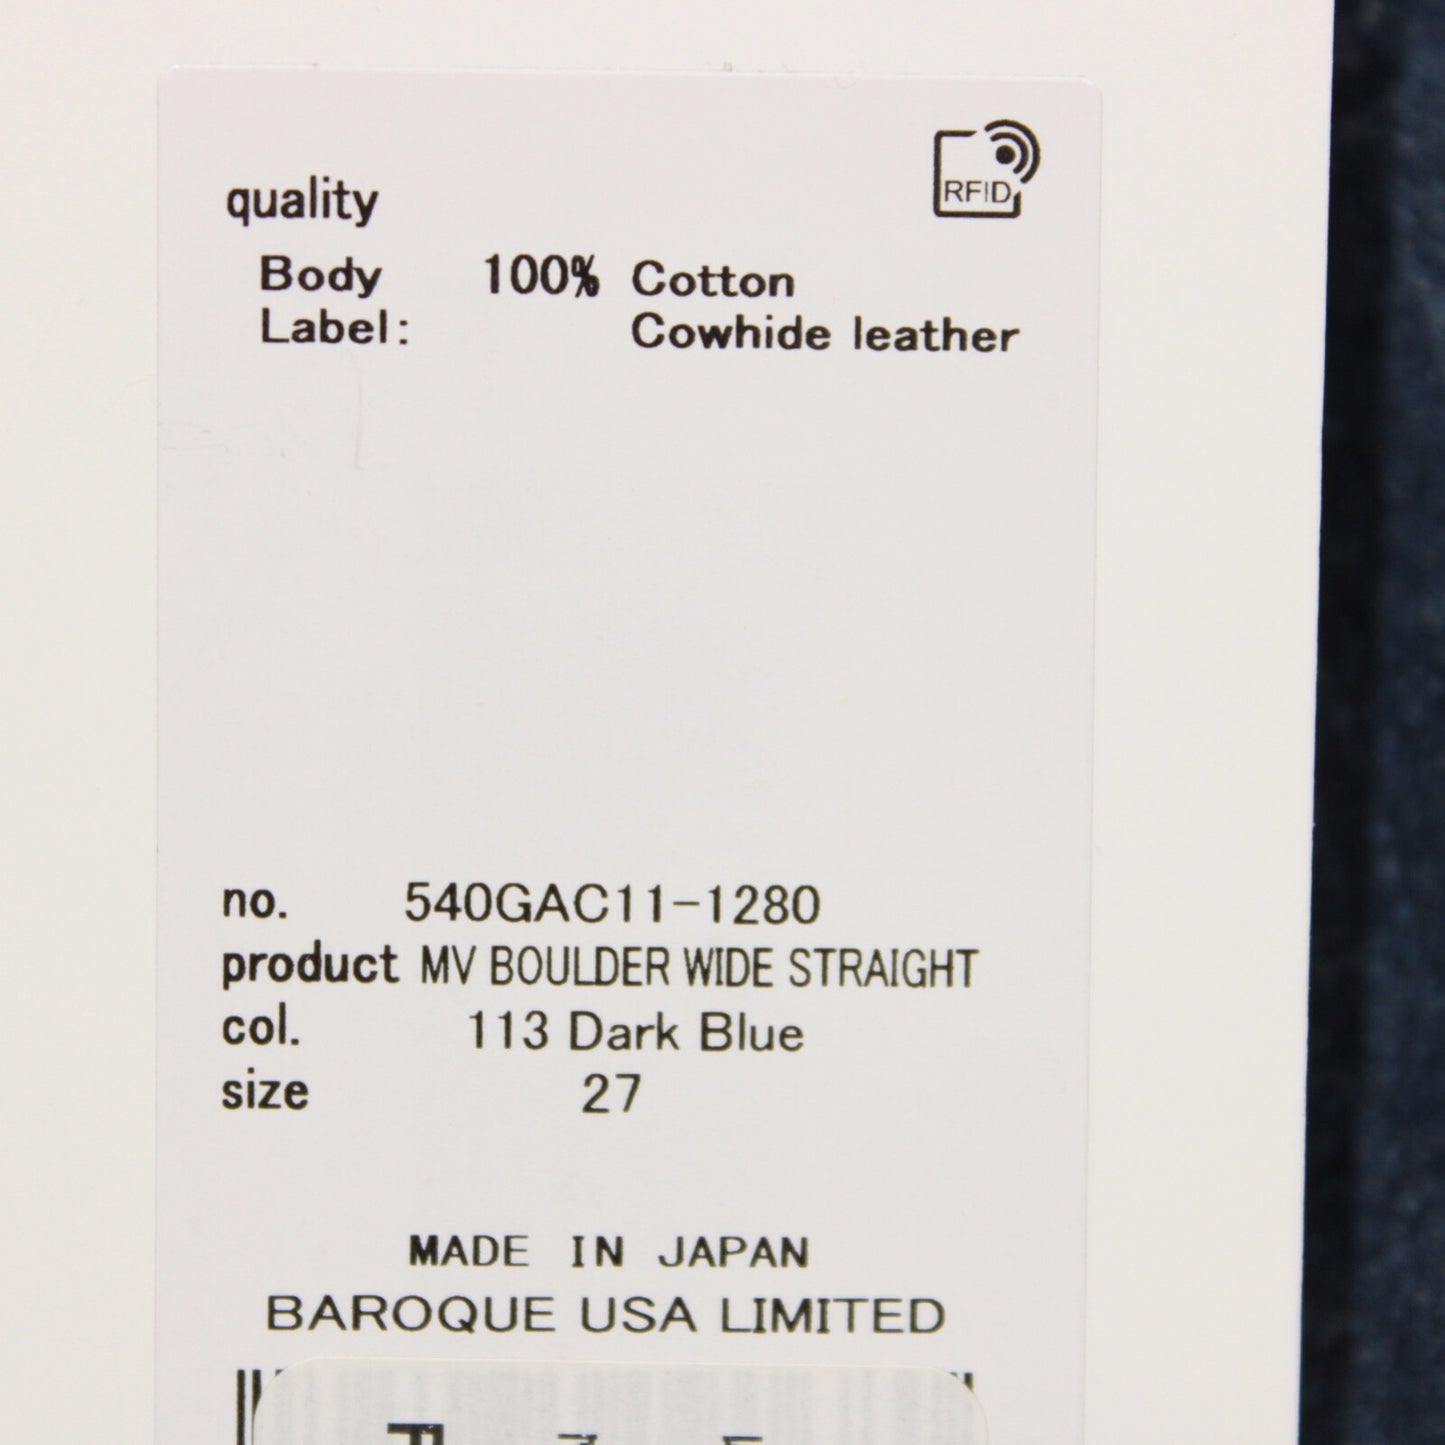 RFID
quality
Body 100% Cotton
Label: Cowhide leather
no. 540GAC11-1280
product MV BOULDER WIDE STRAIGHT
col. 113 Dark Blue
size 27
MADE IN JAPAN
BAROQUE USA LIMITED